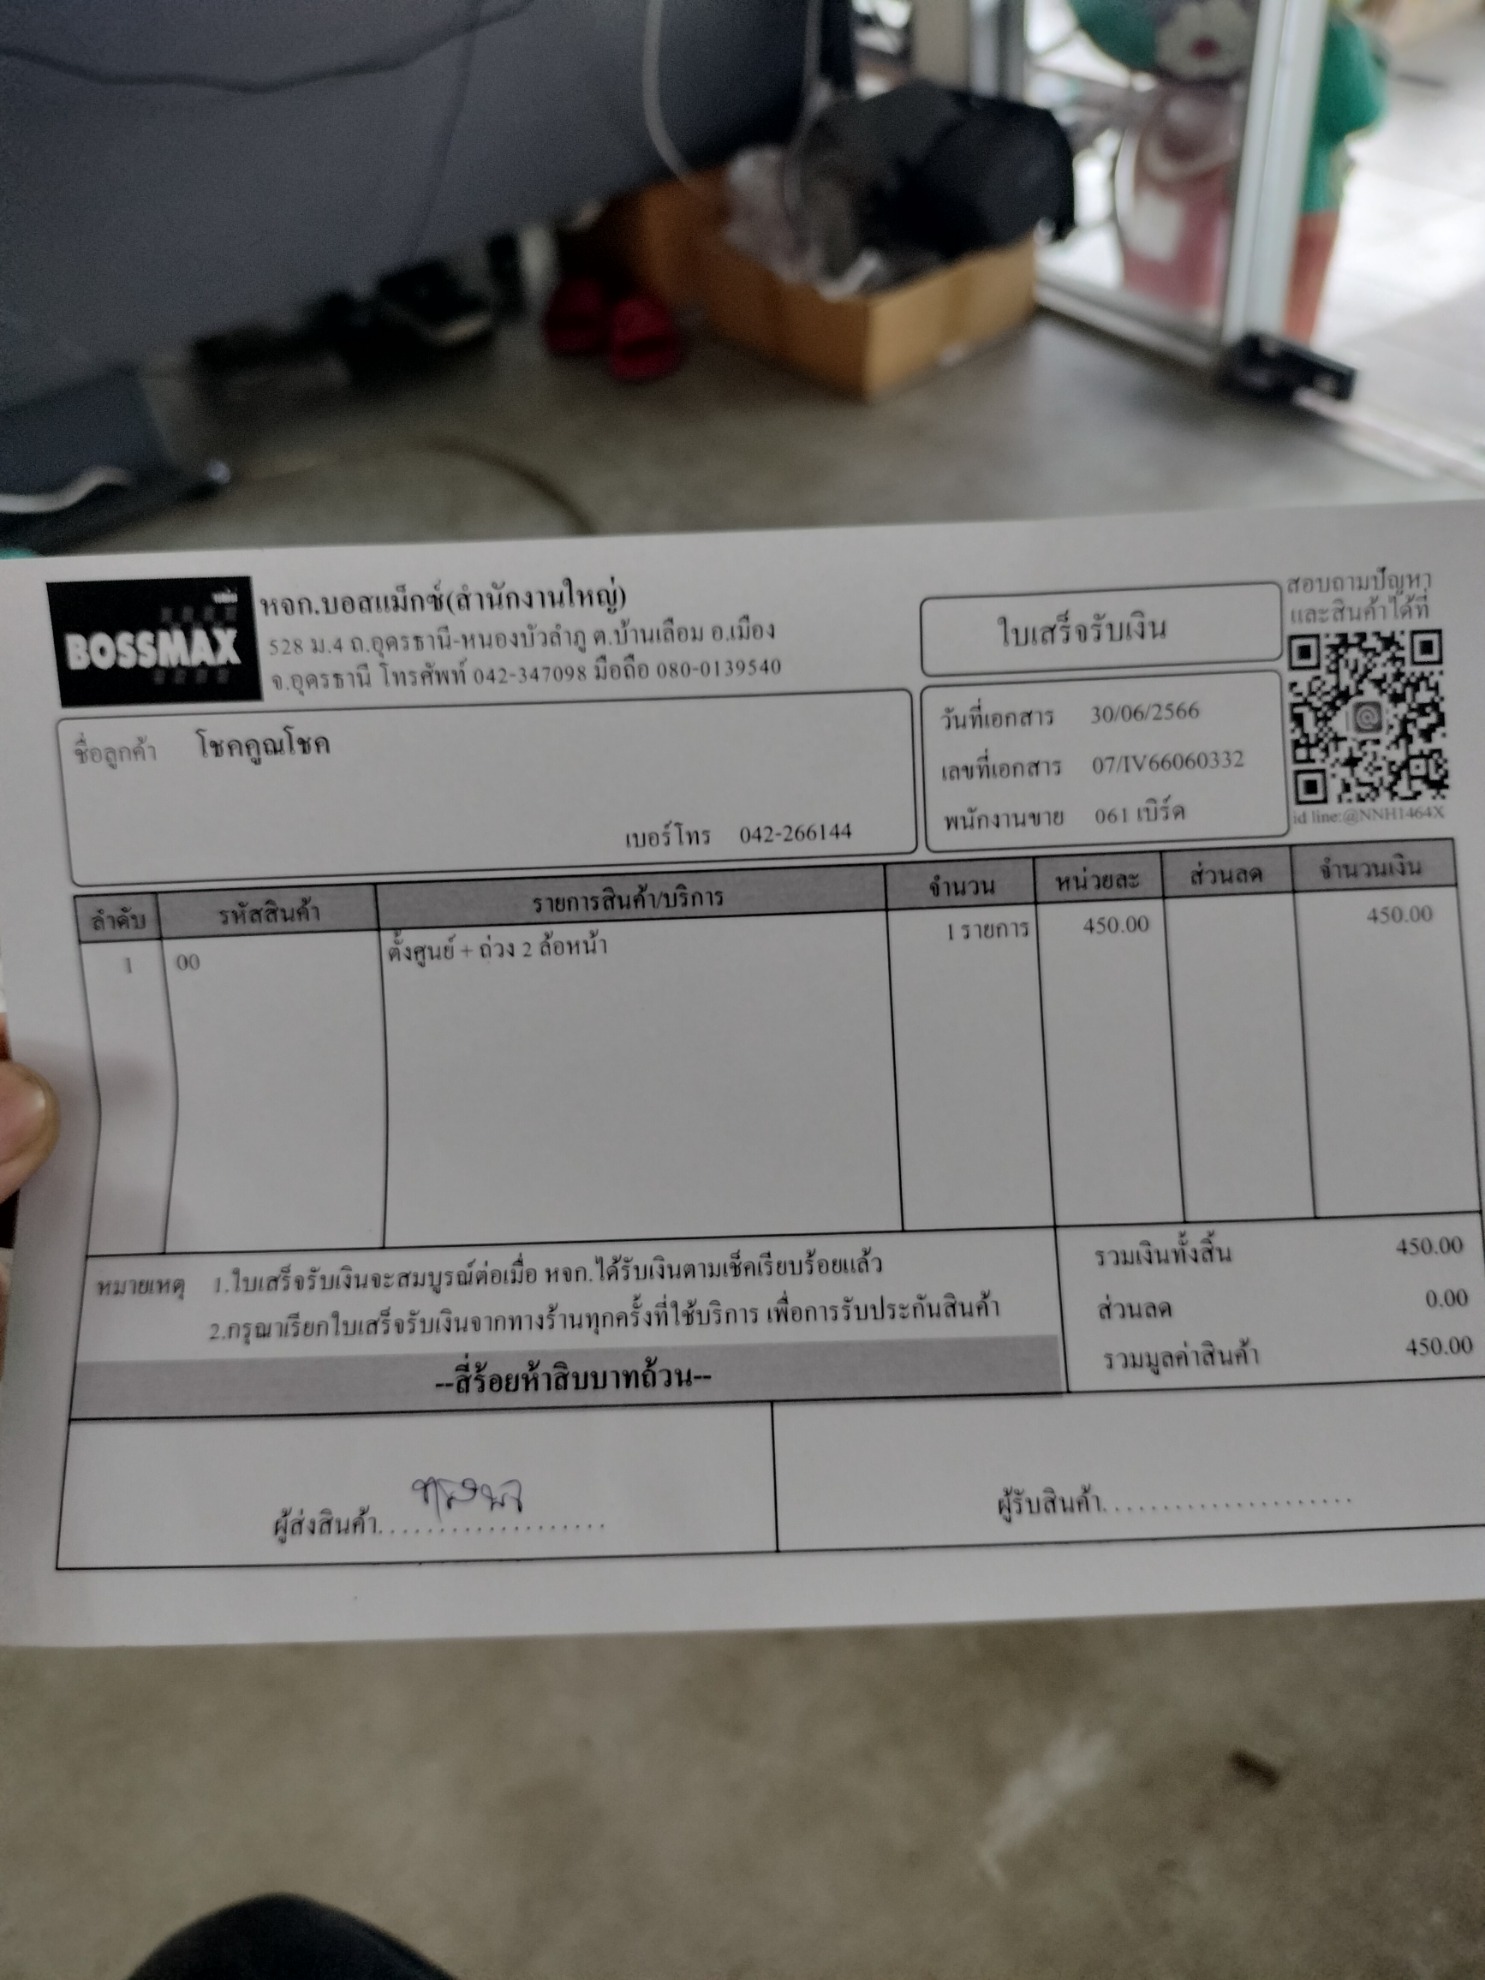 BOSSMAX
หจก.บอสแม็กซ์(สำนักงานใหญ่)
528 ม.4 ถ.อุดรธานี-หนองบัวลำภู ต.บ้านเลื่อม อ.เมือง
จ.อุดรธานี โทรศัพท์ 042-347098 มือถือ 080-0139540
ใบเสร็จรับเงิน
สอบถามปัญหา
และสินค้าได้ที่
id line:@NNH1464X
ชื่อลูกค้า โชคคูณโชค
เบอร์โทร 042-266144
วันที่เอกสาร 30/06/2566
เลขที่เอกสาร 07/IV66060332
พนักงานขาย 061 เบิร์ด
ลำดับ รหัสสินค้า รายการสินค้า/บริการ จำนวน หน่วยละ ส่วนลด จำนวนเงิน
1 00 ตั้งศูนย์ + ถ่วง 2 ล้อหน้า 1 รายการ 450.00 450.00
หมายเหตุ 1.ใบเสร็จรับเงินจะสมบูรณ์ต่อเมื่อ หจก.ได้รับเงินตามเช็คเรียบร้อยแล้ว
2.กรุณาเรียกใบเสร็จรับเงินจากทางร้านทุกครั้งที่ใช้บริการ เพื่อการรับประกันสินค้า
--สี่ร้อยห้าสิบบาทถ้วน--
รวมเงินทั้งสิ้น 450.00
ส่วนลด 0.00
รวมมูลค่าสินค้า 450.00
ผู้ส่งสินค้า....................
ผู้รับสินค้า.....................